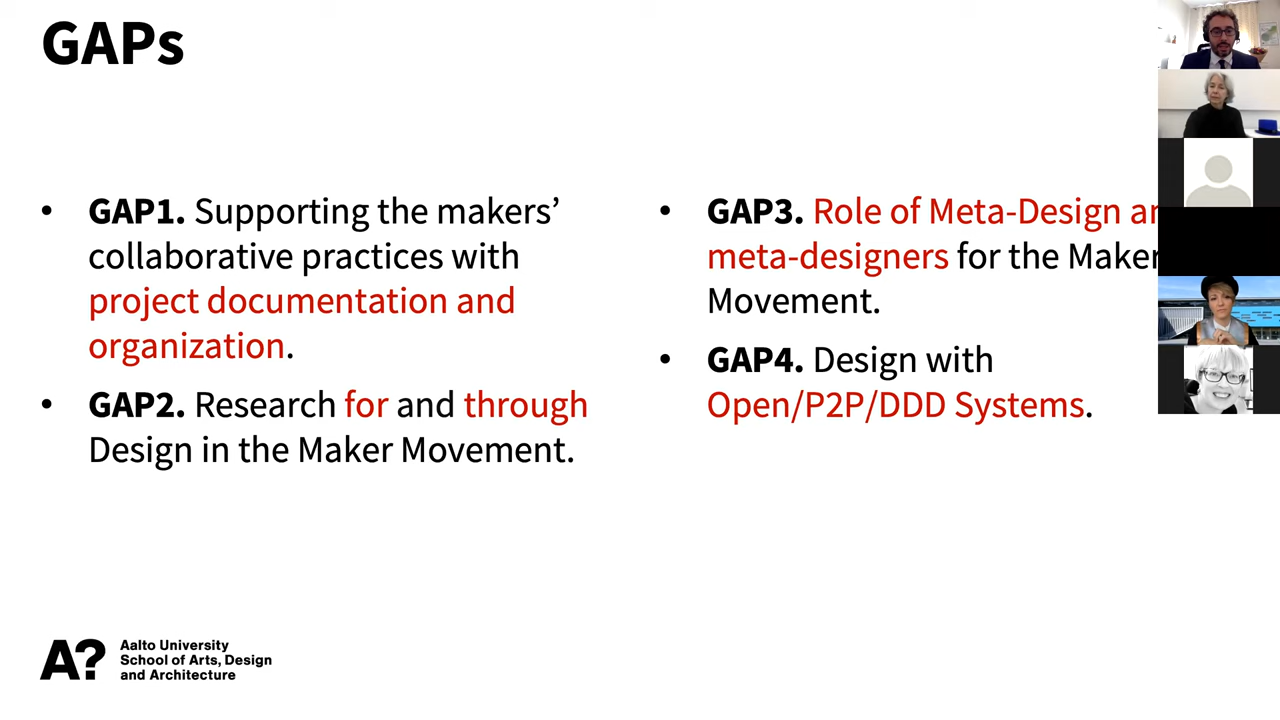 GAPs
• GAP1. Supporting the makers’
collaborative practices with
project documentation and
organization.
• GAP2. Research for and through
Design in the Maker Movement.
• GAP3. Role of Meta-Design
meta-designers for the Maker
Movement.
• GAP4. Design with
Open/P2P/DDD Systems.
A?
Aalto University
School of Arts, Design
and Architecture